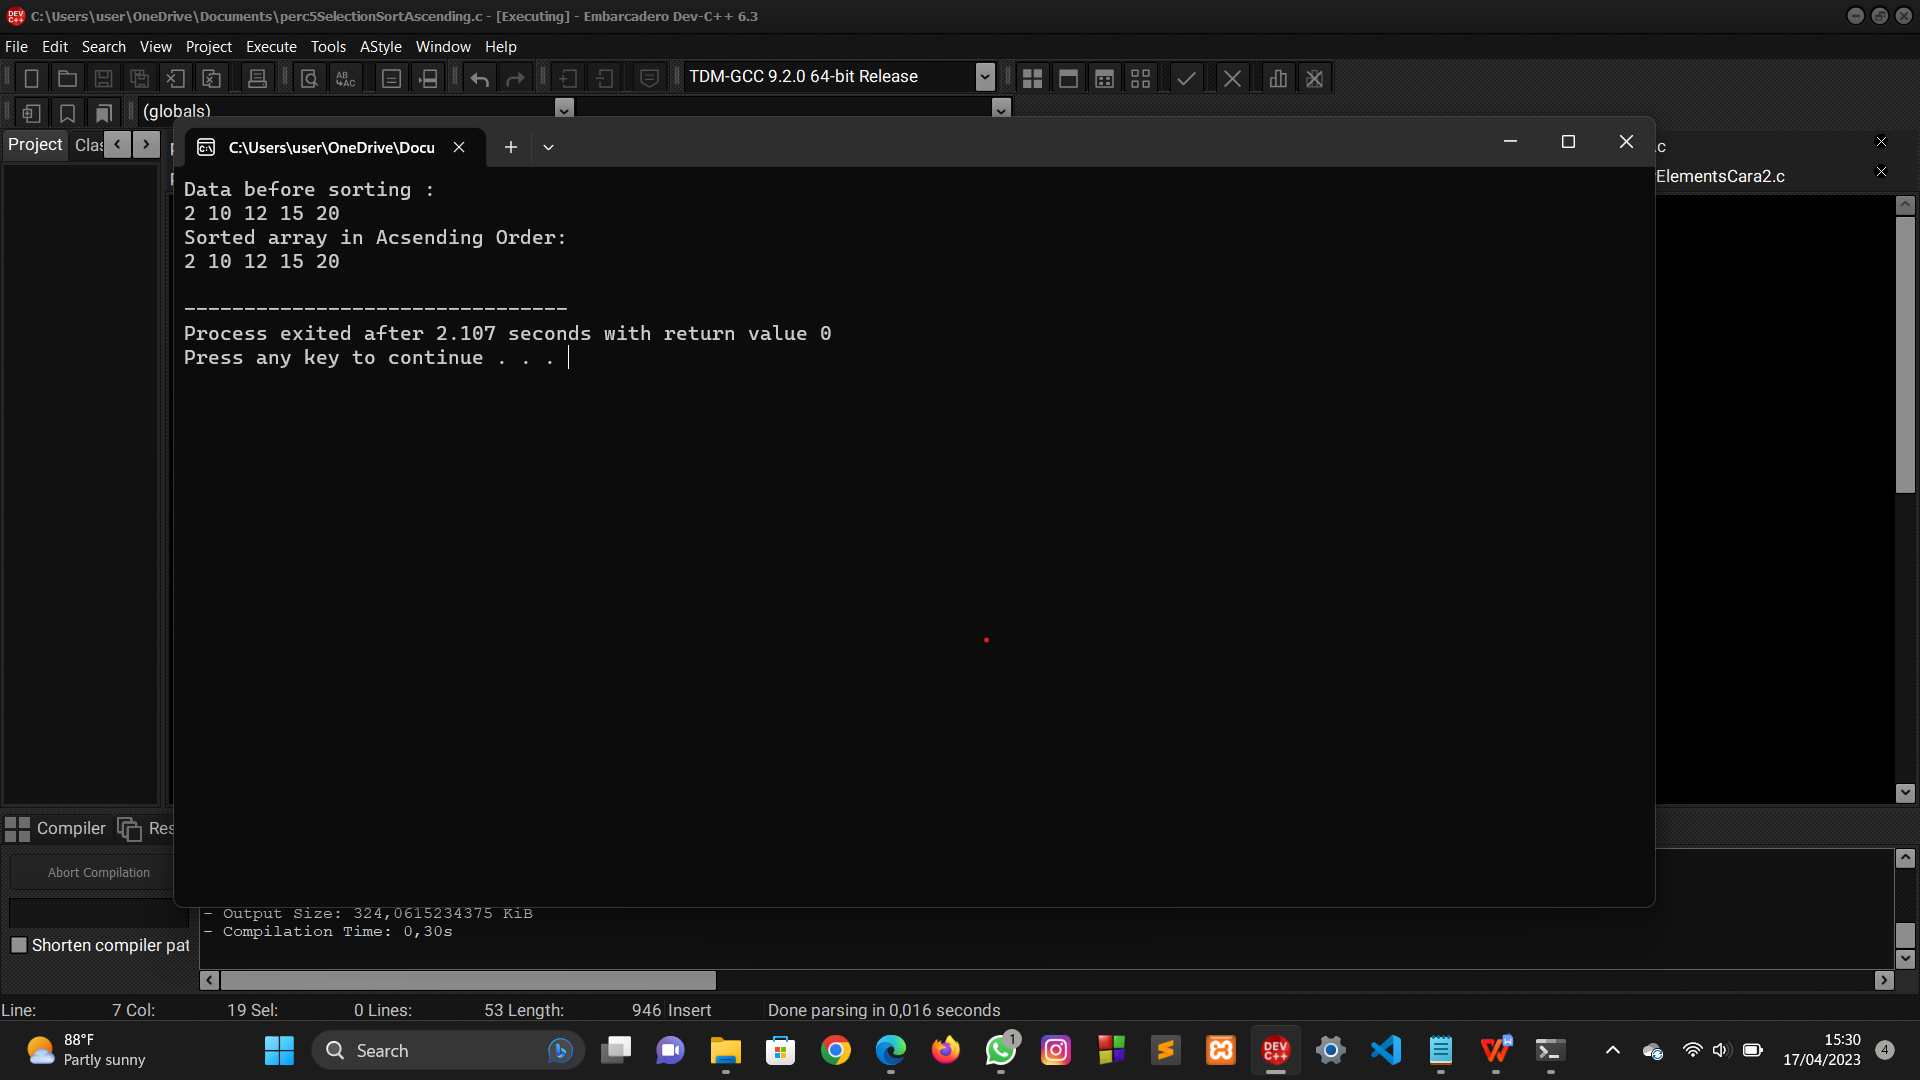 C:\Users\user\OneDrive\Documents\perc5SelectionSortAscending.c - [Executing] - Embarcadero Dev-C++ 6.3
File Edit Search View Project Execute Tools AStyle Window Help
TDM-GCC 9.2.0 64-bit Release
(globals)
Project Clas
.c
C:\Users\user\OneDrive\Docu
ElementsCara2.c
Data before sorting :
2 10 12 15 20
Sorted array in Acsending Order:
2 10 12 15 20
--------------------------------
Process exited after 2.107 seconds with return value 0
Press any key to continue . . .
Compiler Res
Abort Compilation
- Output Size: 324,0615234375 KiB
- Compilation Time: 0,30s
Shorten compiler pat
Line: 7 Col: 19 Sel: 0 Lines: 53 Length: 946 Insert Done parsing in 0,016 seconds
88°F
Partly sunny
Search
1
DEV C++
15:30
17/04/2023
4